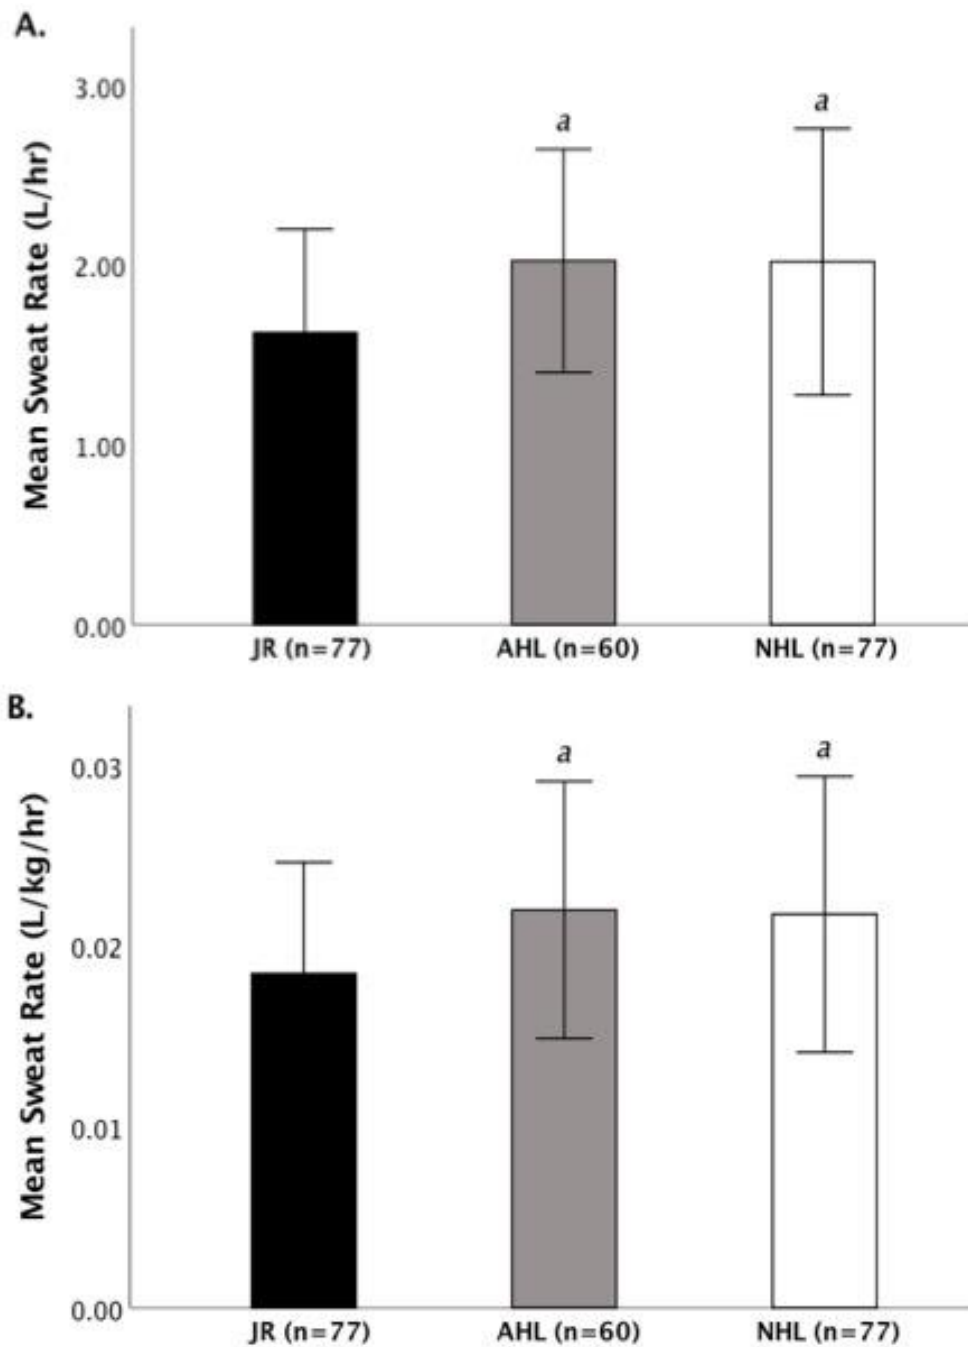 A.
Mean Sweat Rate (L/hr)
3.00
2.00
1.00
0.00
a
a
JR (n=77)
AHL (n=60)
NHL (n=77)
B.
Mean Sweat Rate (L/kg/hr)
0.03
0.02
0.01
0.00
a
a
JR (n=77)
AHL (n=60)
NHL (n=77)